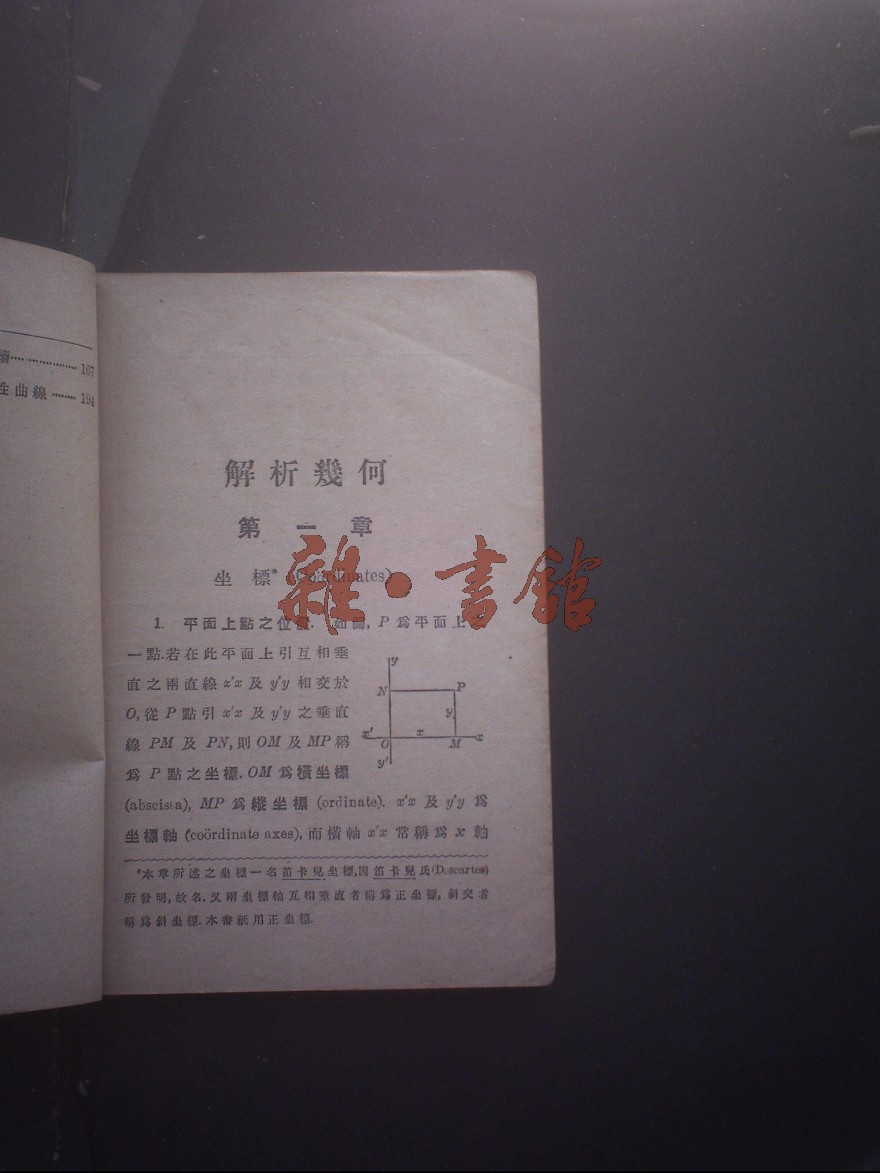 ·················· 167
生曲線 ········ 194
解析幾何
第一章
坐標* (Coördinates)
雜·書館
1. 平面上點之位置. 如圖, P 爲平面上
一點.若在此平面上引互相垂
直之兩直線 x'x 及 y'y 相交於
O, 從 P 點引 x'x 及 y'y 之垂直
線 PM 及 PN, 則 OM 及 MP 稱
爲 P 點之坐標. OM 爲橫坐標
(abscissa), MP 爲縱坐標 (ordinate). x'x 及 y'y 爲
坐標軸 (coördinate axes), 而橫軸 x'x 常稱爲 x 軸
y
N
P
y
x'
O
x
M
x
y'
*本章所述之坐標一名笛卡兒坐標,因笛卡兒氏(Descartes)
所發明,故名.又兩坐標軸互相垂直者稱爲正坐標,斜交者
稱爲斜坐標.本書祇用正坐標.